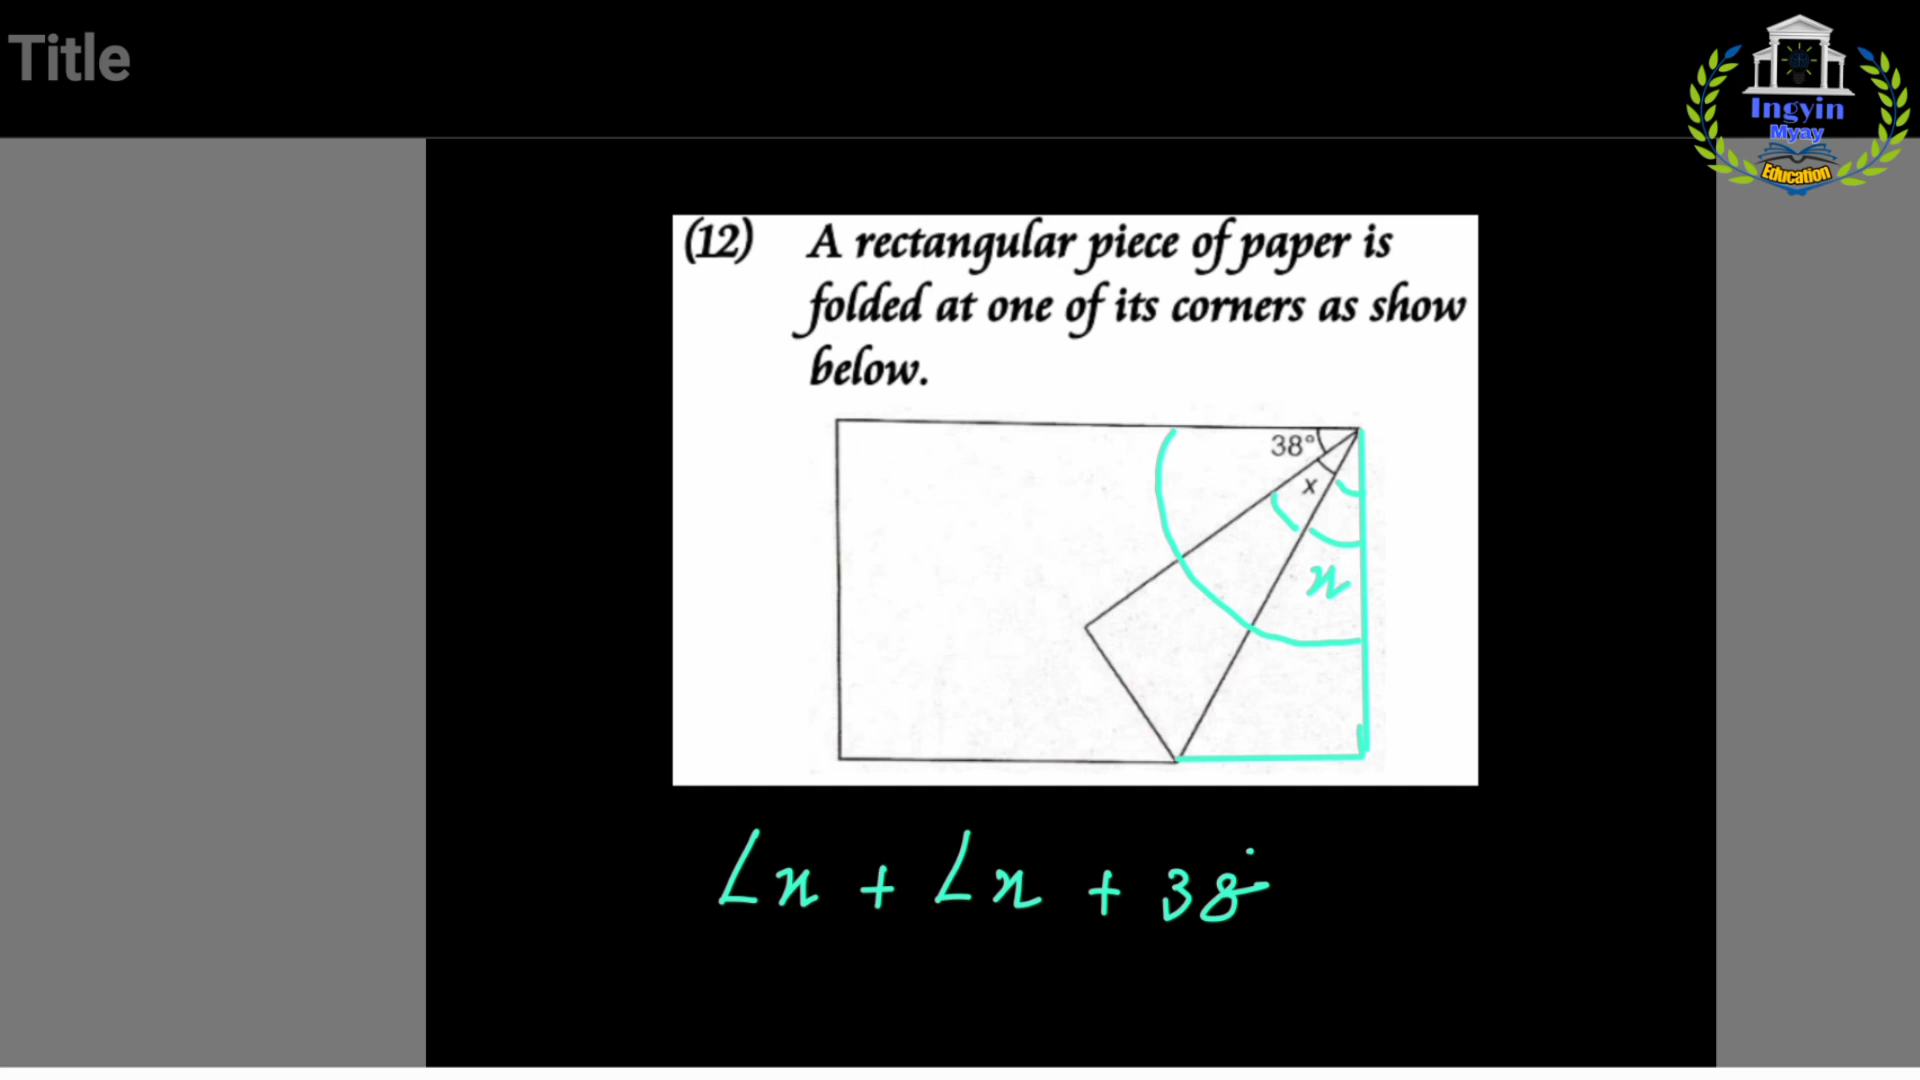 Title
Ingyin
Myay
Education
(12) A rectangular piece of paper is
folded at one of its corners as show
below.
38°
x
x
∠x + ∠x + 38°